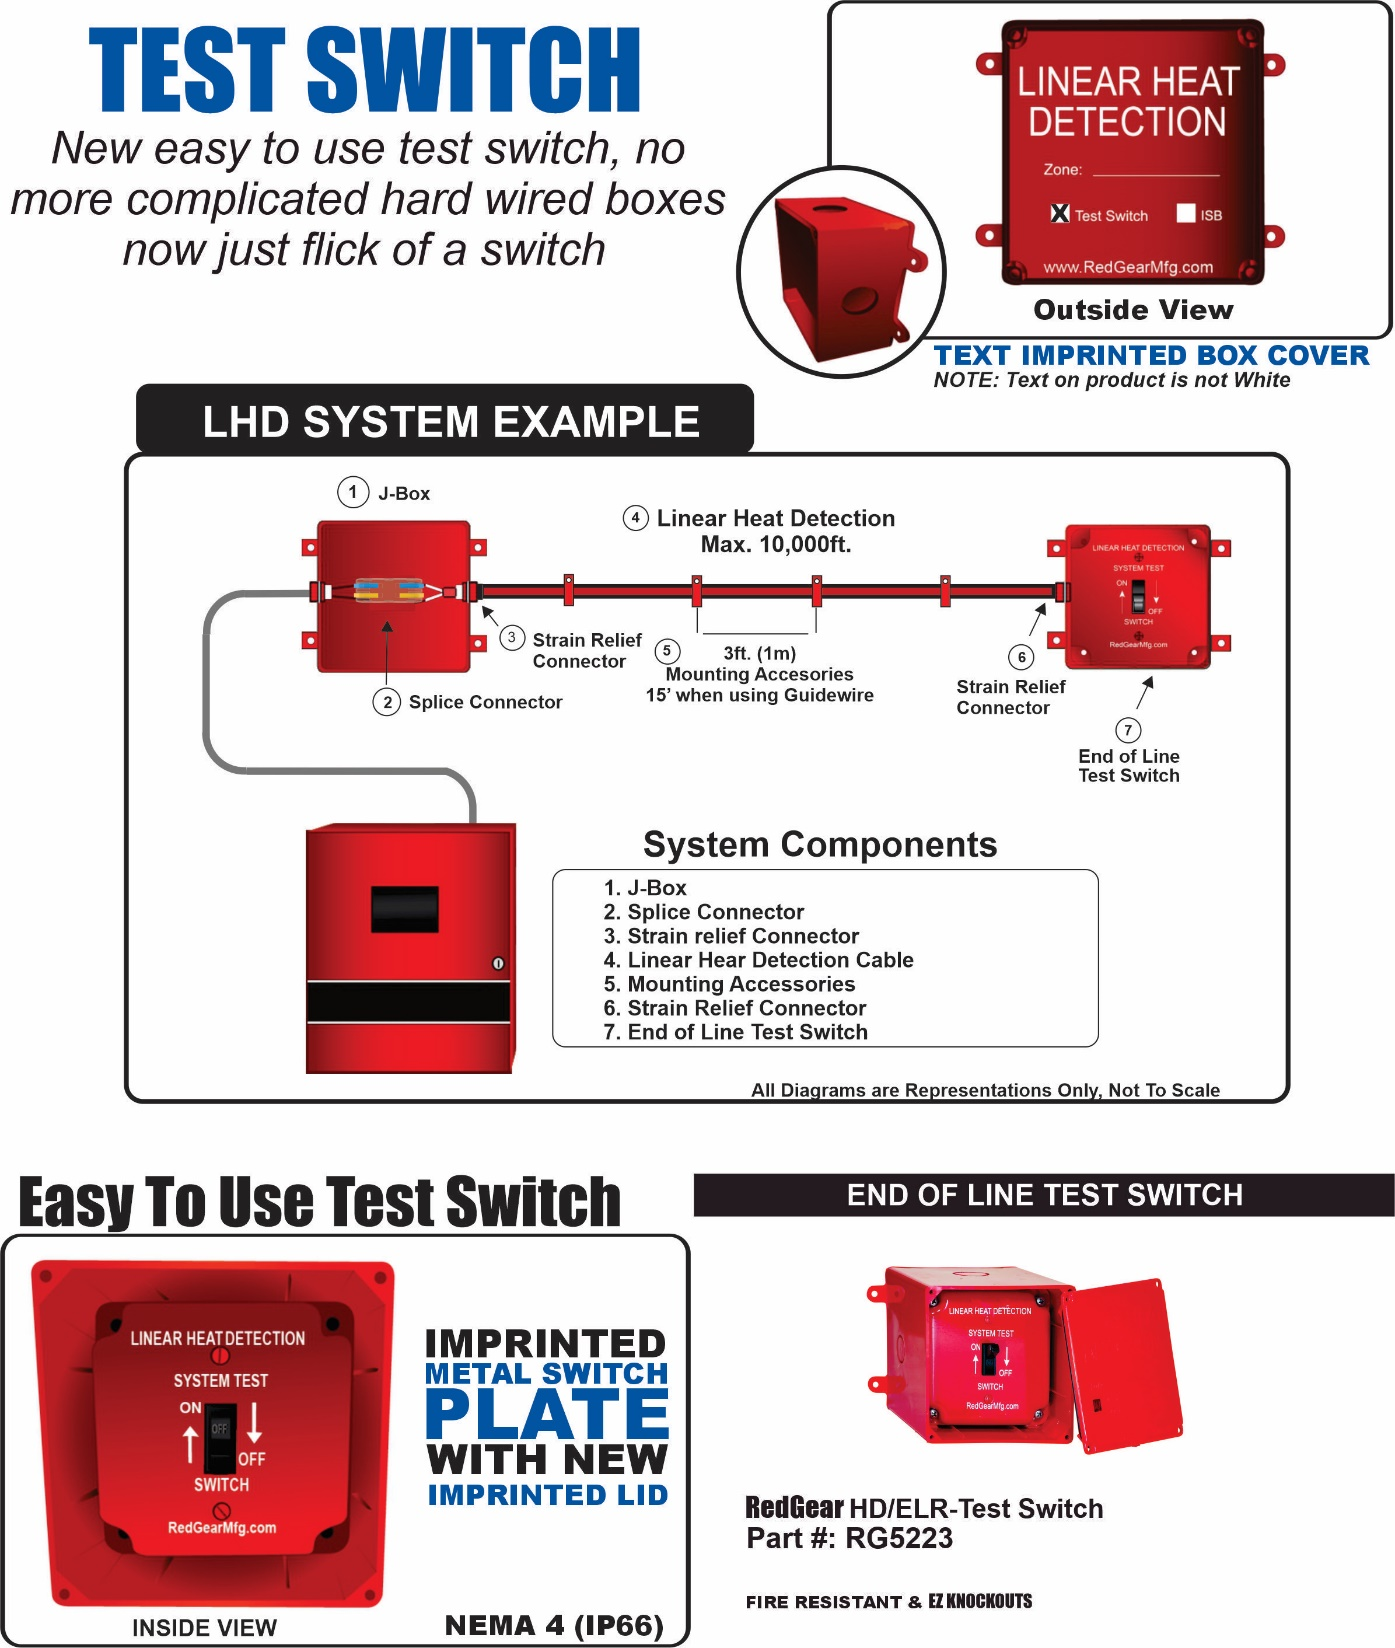 TEST SWITCH
New easy to use test switch, no
more complicated hard wired boxes
now just flick of a switch
LINEAR HEAT
DETECTION
Zone: ____________
X Test Switch ISB
www.RedGearMfg.com
Outside View
TEXT IMPRINTED BOX COVER
NOTE: Text on product is not White
LHD SYSTEM EXAMPLE
1 J-Box
4 Linear Heat Detection
Max. 10,000ft.
LINEAR HEAT DETECTION
SYSTEM TEST
ON
OFF
SWITCH
RedGearMfg.com
3 Strain Relief
Connector
5 3ft. (1m)
Mounting Accesories
15' when using Guidewire
6
Strain Relief
Connector
2 Splice Connector
7
End of Line
Test Switch
System Components
1. J-Box
2. Splice Connector
3. Strain relief Connector
4. Linear Hear Detection Cable
5. Mounting Accessories
6. Strain Relief Connector
7. End of Line Test Switch
All Diagrams are Representations Only, Not To Scale
Easy To Use Test Switch
LINEAR HEAT DETECTION
SYSTEM TEST
ON
OFF
OFF
SWITCH
RedGearMfg.com
INSIDE VIEW
IMPRINTED
METAL SWITCH
PLATE
WITH NEW
IMPRINTED LID
NEMA 4 (IP66)
END OF LINE TEST SWITCH
LINEAR HEAT DETECTION
SYSTEM TEST
ON
OFF
SWITCH
RedGearMfg.com
RedGear HD/ELR-Test Switch
Part #: RG5223
FIRE RESISTANT & EZ KNOCKOUTS